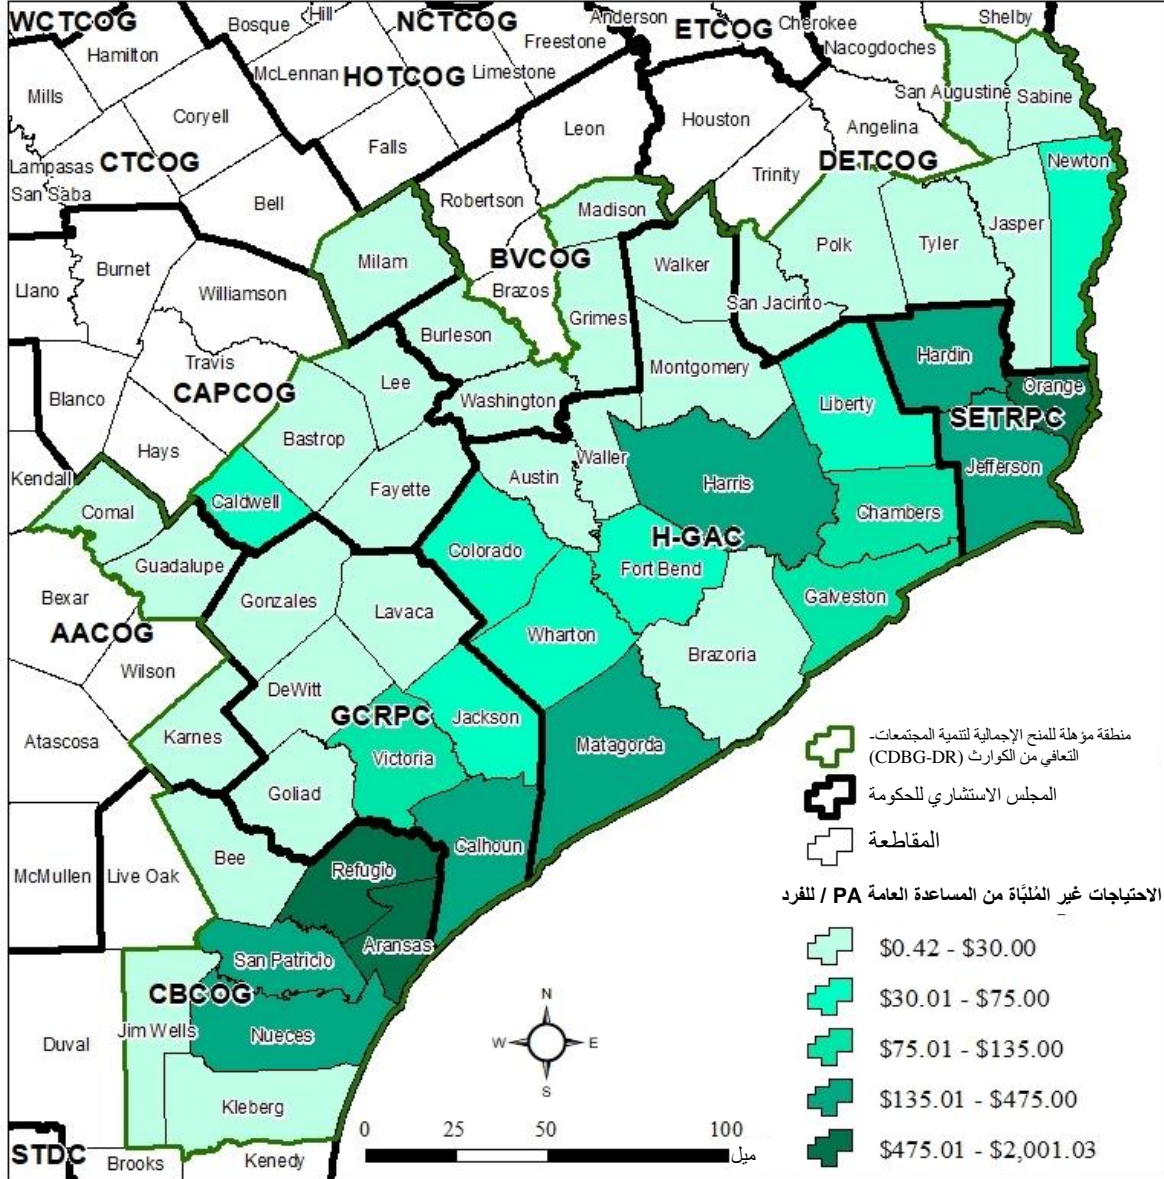 WCTCOG
Bosque
Hill
NCTCOG
Anderson
ETCOG
Cherokee
Shelby
Hamilton
McLennan
HOTCOG
Limestone
Freestone
Nacogdoches
Mills
Coryell
Falls
Leon
Houston
San Augustine
Sabine
Lampasas
CTCOG
Angelina
DETCOG
Newton
San Saba
Bell
Robertson
Madison
Trinity
Jasper
Burnet
Milam
BVCOG
Walker
Polk
Tyler
Llano
Williamson
Brazos
Grimes
San Jacinto
Burleson
Travis
Lee
Montgomery
Hardin
CAPCOG
Blanco
Washington
Liberty
Orange
Hays
Bastrop
SETRPC
Kendall
Caldwell
Fayette
Austin
Waller
Harris
Jefferson
Comal
Chambers
Guadalupe
Colorado
H-GAC
Fort Bend
Bexar
Gonzales
Lavaca
Galveston
AACOG
Wharton
Wilson
Brazoria
DeWitt
Atascosa
Karnes
GCRPC
Jackson
Victoria
Matagorda
Goliad
McMullen
Live Oak
Bee
Refugio
Calhoun
Aransas
San Patricio
CBCOG
Jim Wells
Nueces
Duval
Kleberg
STDC
Brooks
Kenedy
منطقة مؤهلة للمنح الإجمالية لتنمية المجتمعات-
التعافي من الكوارث (CDBG-DR)
المجلس الاستشاري للحكومة
المقاطعة
الاحتياجات غير المُلبَّاة من المساعدة العامة PA / للفرد
$0.42 - $30.00
$30.01 - $75.00
$75.01 - $135.00
$135.01 - $475.00
$475.01 - $2,001.03
N
W E
S
0 25 50 100
ميل